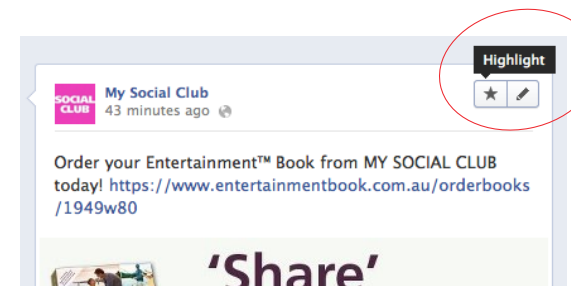 Highlight
SOCIAL
CLUB
My Social Club
43 minutes ago
Order your Entertainment™ Book from MY SOCIAL CLUB
today! https://www.entertainmentbook.com.au/orderbooks
/1949w80
'Share'